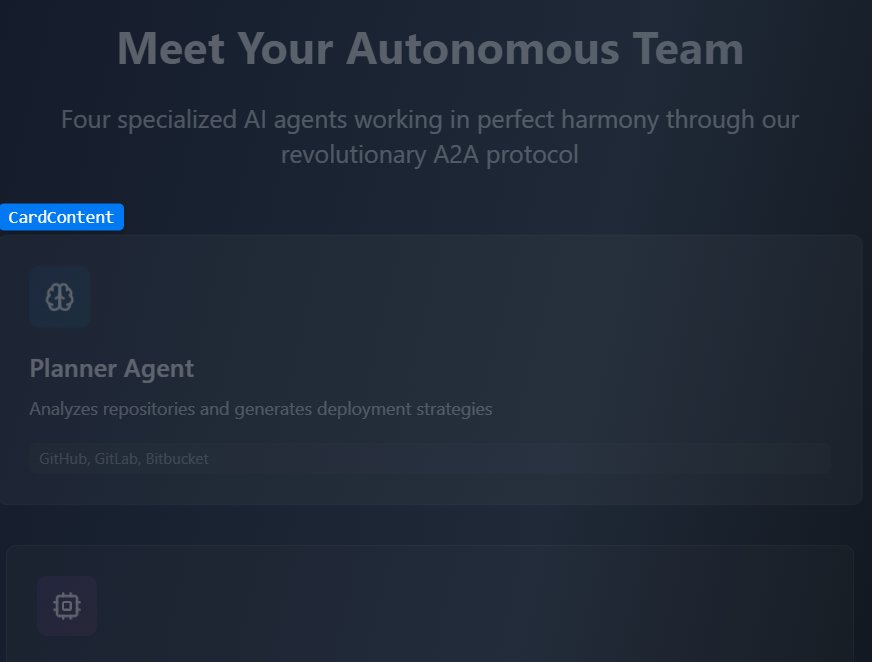 Meet Your Autonomous Team
Four specialized AI agents working in perfect harmony through our
revolutionary A2A protocol
CardContent
Planner Agent
Analyzes repositories and generates deployment strategies
GitHub, GitLab, Bitbucket